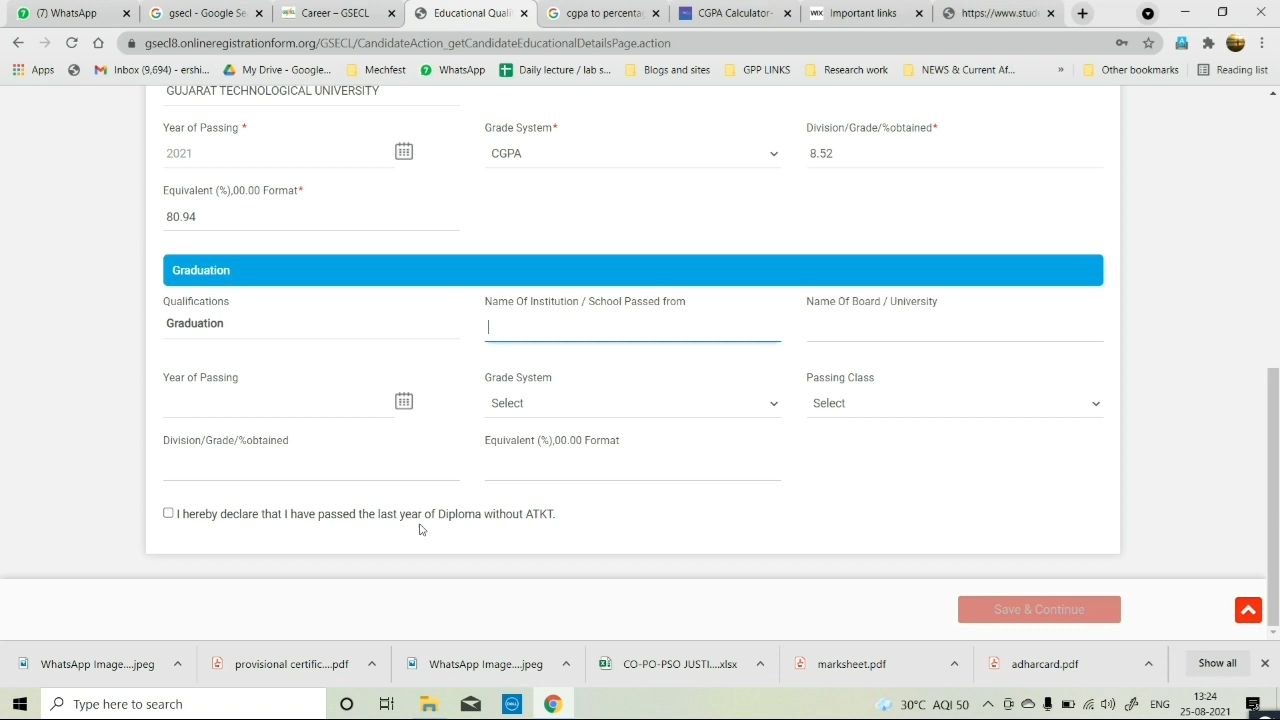 (7) WhatsApp
gsecl - Google Se
Career – GSECL
Educational Quali
cgpa to percenta
CGPA Calculator-
Important links
https://www.stud
gsecl8.onlineregistrationform.org/GSECL/CandidateAction_getCandidateEducationalDetailsPage.action
Apps
Inbox (9,694) - ershi...
My Drive - Google...
Mechfest
WhatsApp
Daily lecture / lab s...
Blogs and sites
GPP LINKS
Research work
NEWS & Current Af...
»
Other bookmarks
Reading list
GUJARAT TECHNOLOGICAL UNIVERSITY
Year of Passing *
Grade System*
Division/Grade/%obtained*
2021
CGPA
8.52
Equivalent (%),00.00 Format*
80.94
Graduation
Qualifications
Name Of Institution / School Passed from
Name Of Board / University
Graduation
Year of Passing
Grade System
Passing Class
Select
Select
Division/Grade/%obtained
Equivalent (%),00.00 Format
I hereby declare that I have passed the last year of Diploma without ATKT.
Save & Continue
WhatsApp Image....jpeg
provisional certific....pdf
WhatsApp Image....jpeg
CO-PO-PSO JUSTI....xlsx
marksheet.pdf
adharcard.pdf
Show all
Type here to search
30°C AQI 50
ENG
13:24
25-08-2021